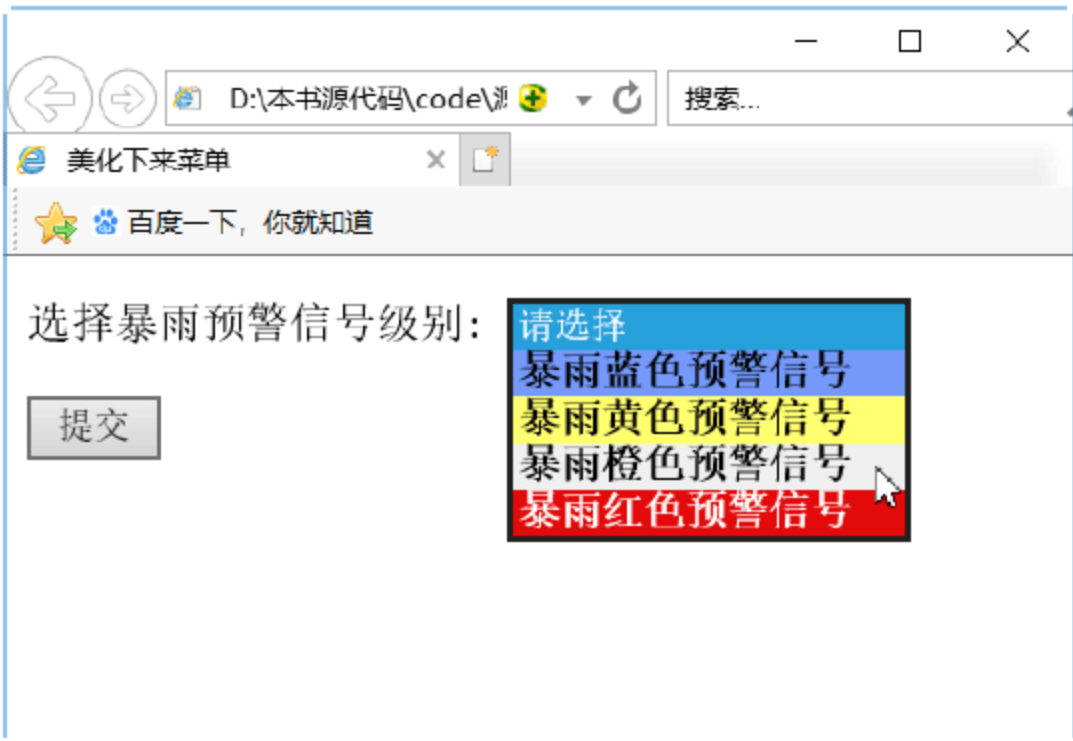 D:\本书源代码\code\源
搜索...
美化下来菜单
百度一下，你就知道
选择暴雨预警信号级别：
请选择
暴雨蓝色预警信号
暴雨黄色预警信号
暴雨橙色预警信号
暴雨红色预警信号
提交